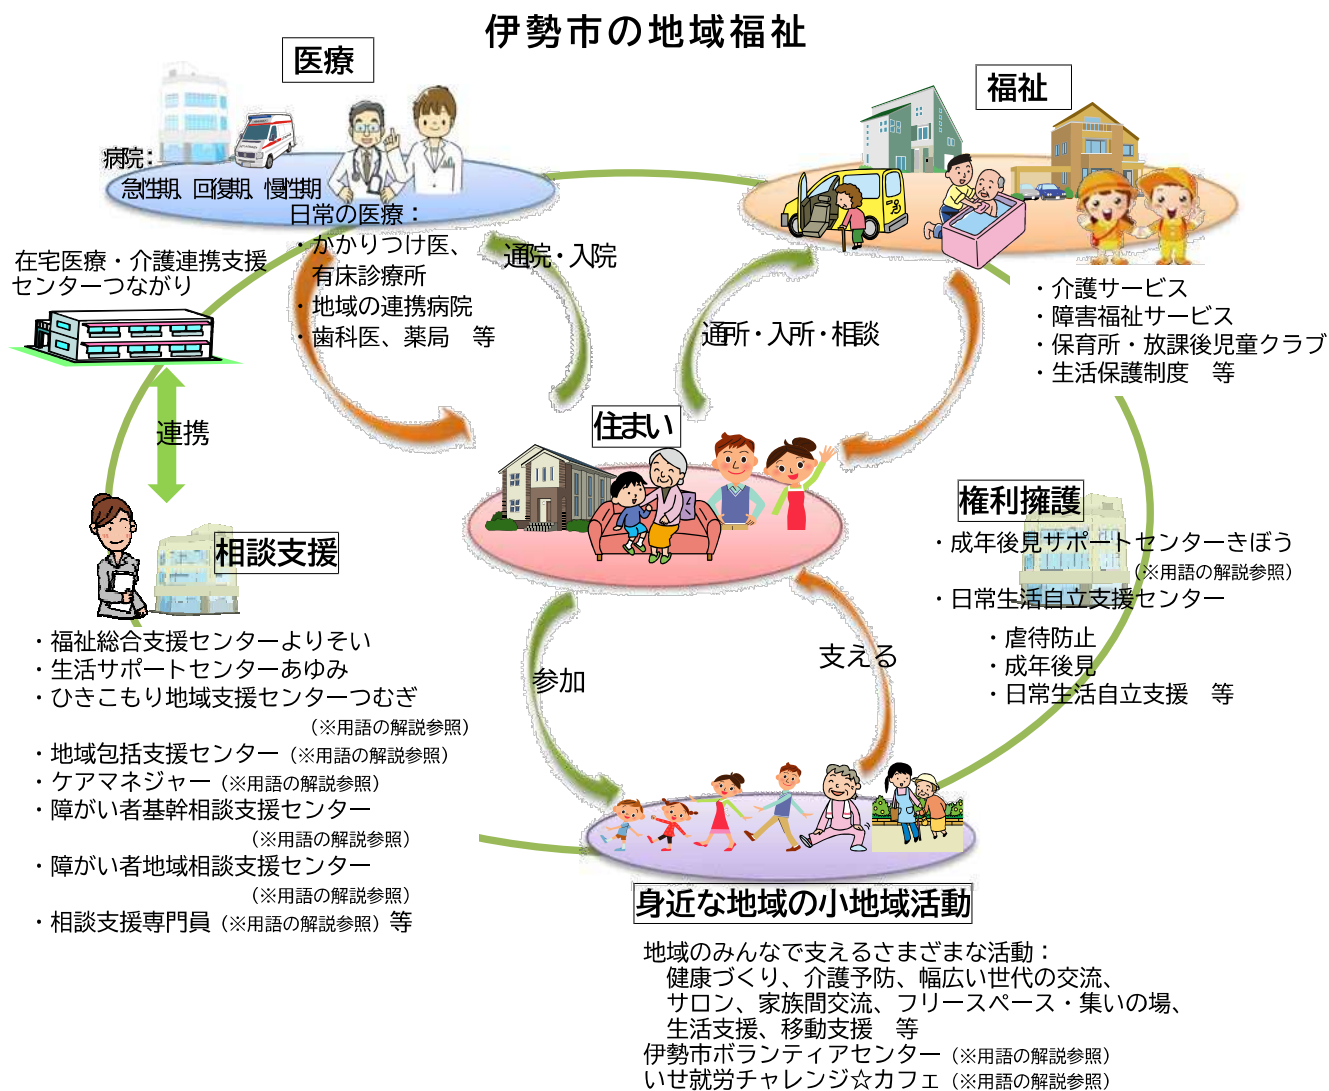 伊勢市の地域福祉
医療
病院：
急性期、回復期、慢性期
日常の医療：
・かかりつけ医、
有床診療所
・地域の連携病院
・歯科医、薬局　等
通院・入院
福祉
・介護サービス
・障害福祉サービス
・保育所・放課後児童クラブ
・生活保護制度　等
通所・入所・相談
在宅医療・介護連携支援
センターつながり
連携
住まい
相談支援
・福祉総合支援センターよりそい
・生活サポートセンターあゆみ
・ひきこもり地域支援センターつむぎ
（※用語の解説参照）
・地域包括支援センター（※用語の解説参照）
・ケアマネジャー（※用語の解説参照）
・障がい者基幹相談支援センター
（※用語の解説参照）
・障がい者地域相談支援センター
（※用語の解説参照）
・相談支援専門員（※用語の解説参照）等
権利擁護
・成年後見サポートセンターきぼう
（※用語の解説参照）
・日常生活自立支援センター
・虐待防止
・成年後見
・日常生活自立支援　等
参加
支える
身近な地域の小地域活動
地域のみんなで支えるさまざまな活動：
健康づくり、介護予防、幅広い世代の交流、
サロン、家族間交流、フリースペース・集いの場、
生活支援、移動支援　等
伊勢市ボランティアセンター（※用語の解説参照）
いせ就労チャレンジ☆カフェ（※用語の解説参照）